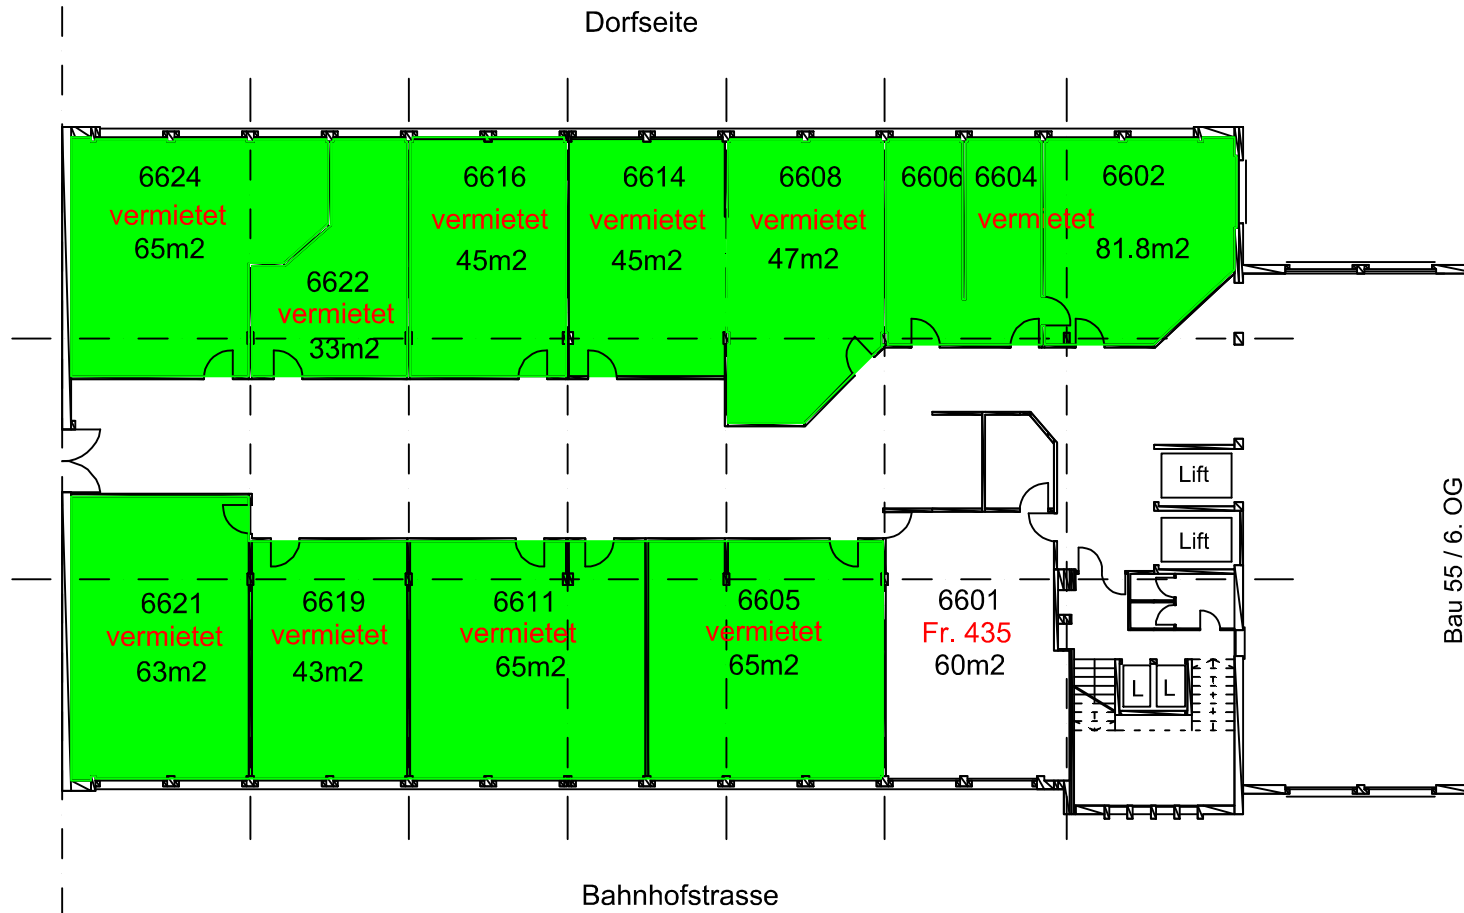 Dorfseite
6624
vermietet
65m2
6622
vermietet
33m2
6616
vermietet
45m2
6614
vermietet
45m2
6608
vermietet
47m2
6606
6604
6602
vermietet
81.8m2
Lift
Lift
6621
vermietet
63m2
6619
vermietet
43m2
6611
vermietet
65m2
6605
vermietet
65m2
6601
Fr. 435
60m2
L
L
Bau 55 / 6. OG
Bahnhofstrasse